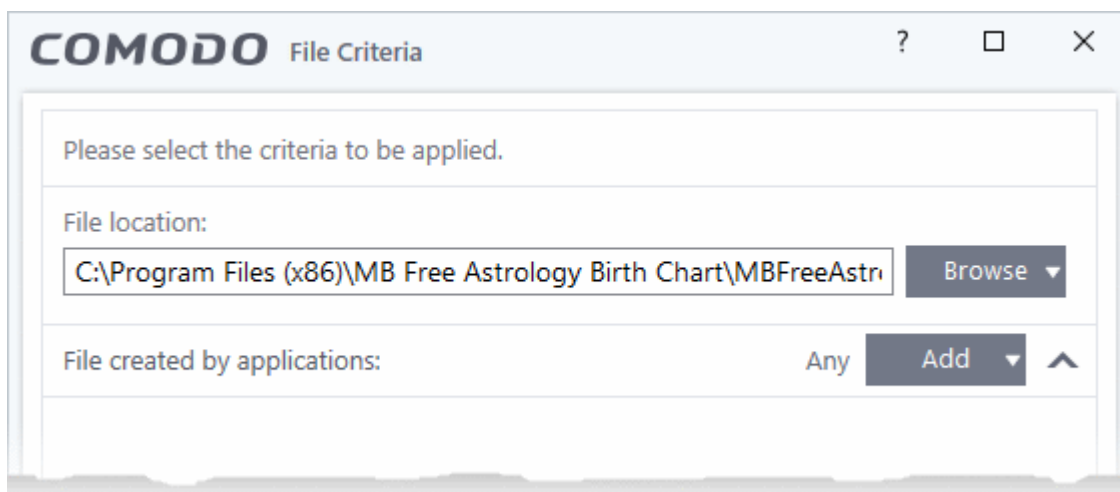 COMODO File Criteria ?
Please select the criteria to be applied.
File location:
C:\Program Files (x86)\MB Free Astrology Birth Chart\MBFreeAstr Browse
File created by applications: Any Add